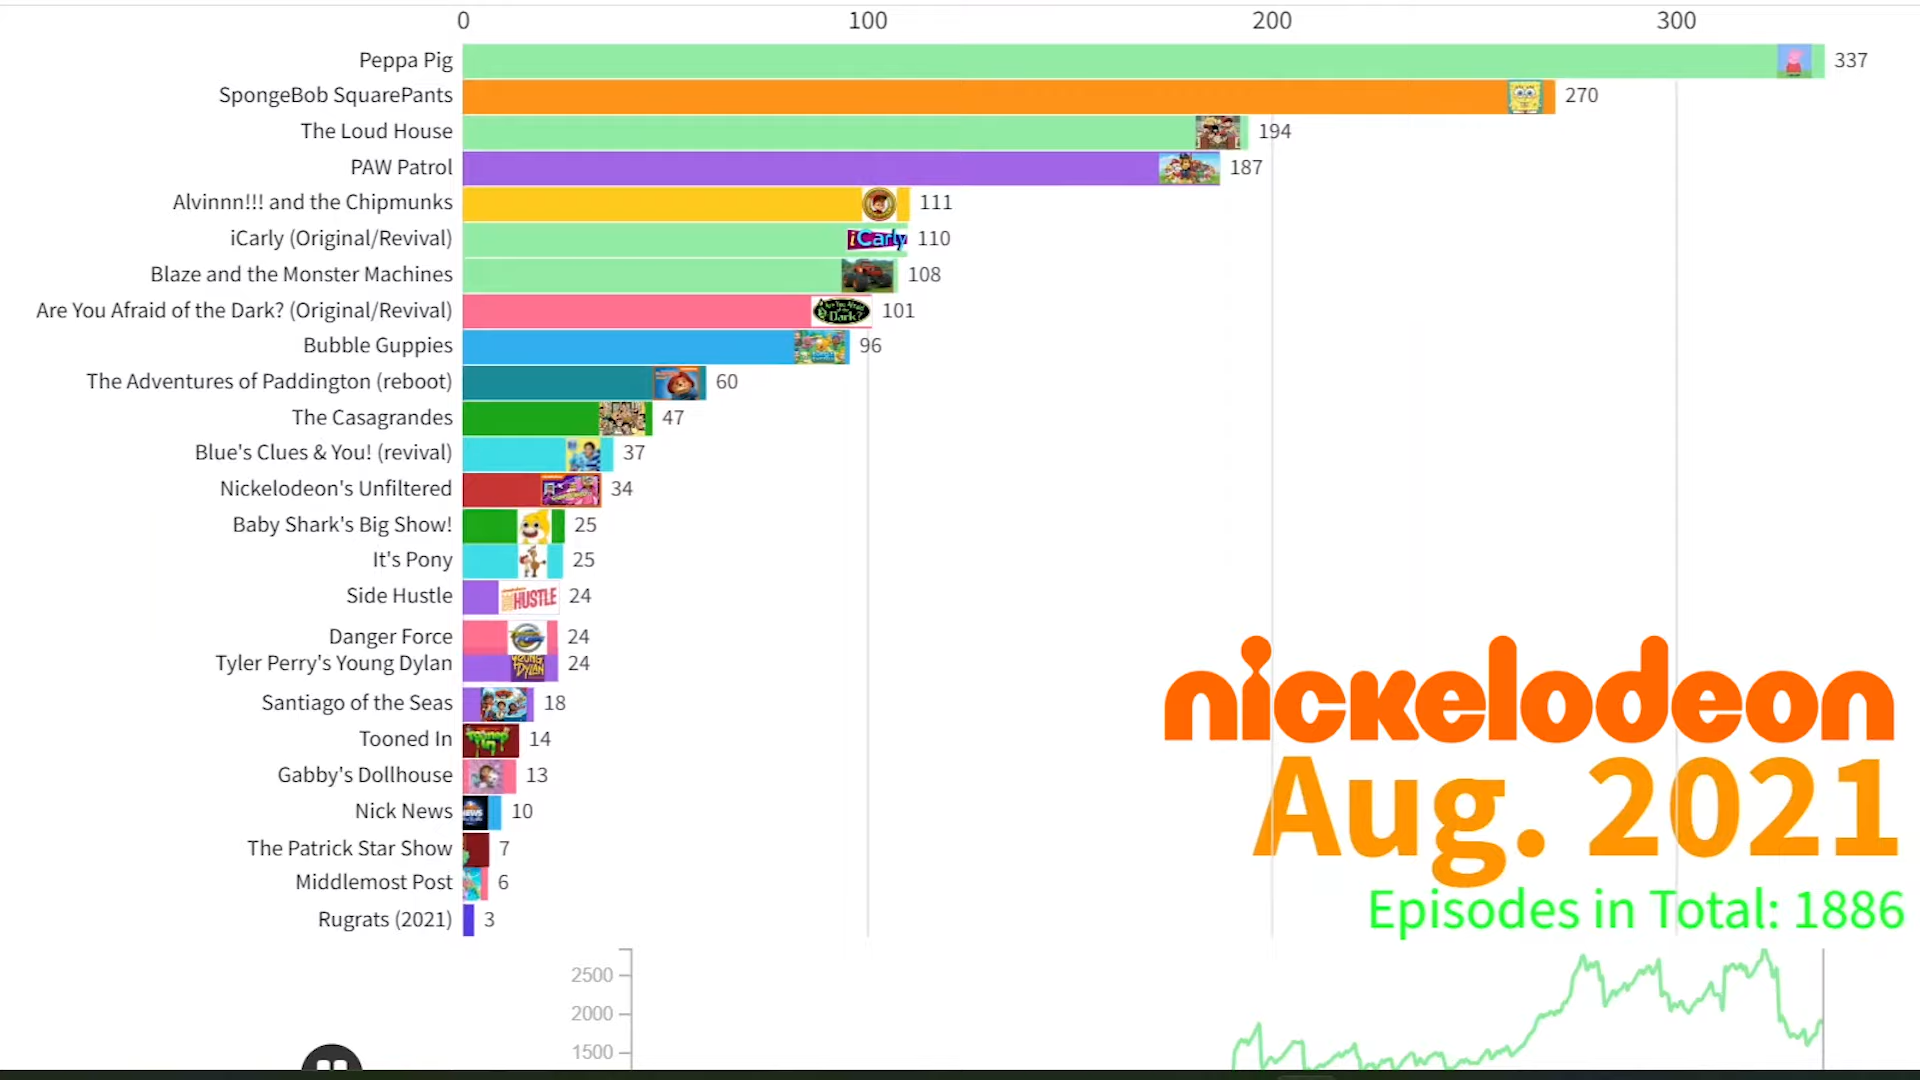 0 100 200 300
Peppa Pig 337
SpongeBob SquarePants 270
The Loud House 194
PAW Patrol 187
Alvinnn!!! and the Chipmunks 111
iCarly (Original/Revival) iCarly 110
Blaze and the Monster Machines 108
Are You Afraid of the Dark? (Original/Revival) Dark? 101
Bubble Guppies 96
The Adventures of Paddington (reboot) 60
The Casagrandes 47
Blue's Clues & You! (revival) 37
Nickelodeon's Unfiltered 34
Baby Shark's Big Show! 25
It's Pony 25
Side Hustle HUSTLE 24
Danger Force 24
Tyler Perry's Young Dylan YOUNG DYLAN 24
Santiago of the Seas 18
Tooned In 14
Gabby's Dollhouse 13
Nick News NEWS 10
The Patrick Star Show 7
Middlemost Post 6
Rugrats (2021) 3
nickelodeon
Aug. 2021
Episodes in Total: 1886
2500
2000
1500